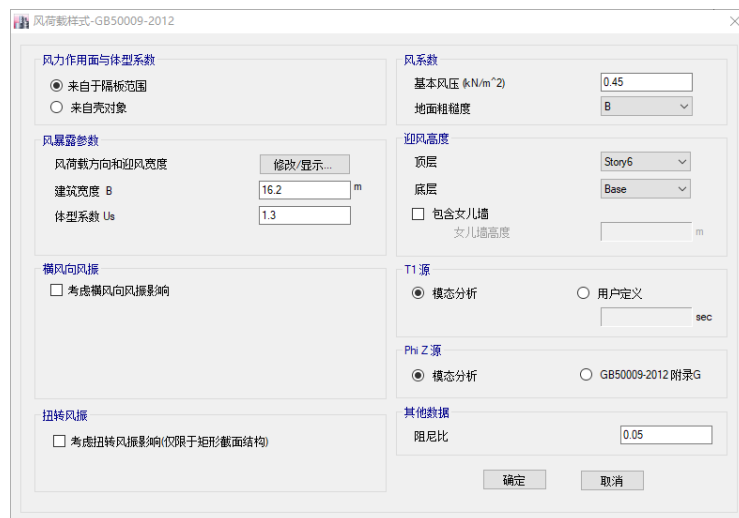 风荷载样式-GB50009-2012
风力作用面与体型系数
来自于隔板范围
来自壳对象
风暴露参数
风荷载方向和迎风宽度
修改/显示...
建筑宽度 B
16.2
m
体型系数 Us
1.3
横风向风振
考虑横风向风振影响
扭转风振
考虑扭转风振影响(仅限于矩形截面结构)
风系数
基本风压 (kN/m^2)
0.45
地面粗糙度
B
迎风高度
顶层
Story6
底层
Base
包含女儿墙
女儿墙高度
m
T1 源
模态分析
用户定义
sec
Phi Z 源
模态分析
GB50009-2012 附录G
其他数据
阻尼比
0.05
确定
取消